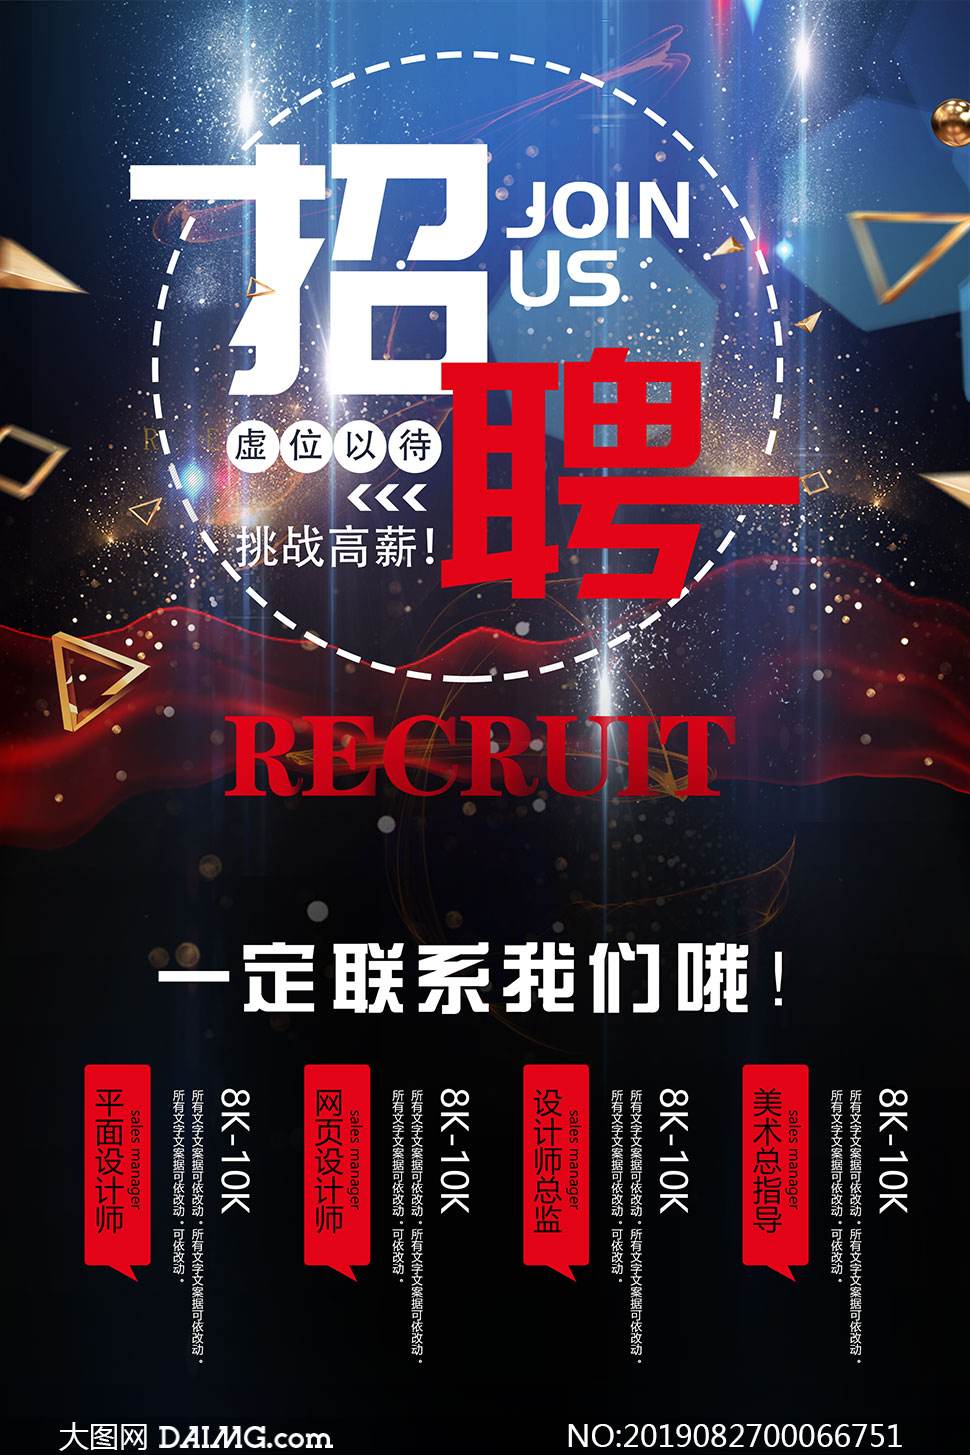 招
JOIN
US
聘
虚位以待
挑战高薪!
RECRUIT
一定联系我们哦!
平面设计师
sales manager
8K-10K
所有文字文案据可依改动。所有文字文案据可依改动。
所有文字文案据可依改动。可依改动。
网页设计师
sales manager
8K-10K
所有文字文案据可依改动。所有文字文案据可依改动。
所有文字文案据可依改动。可依改动。
设计师总监
sales manager
8K-10K
所有文字文案据可依改动。所有文字文案据可依改动。
所有文字文案据可依改动。可依改动。
美术总指导
sales manager
8K-10K
所有文字文案据可依改动。所有文字文案据可依改动。
所有文字文案据可依改动。可依改动。
大图网 DAIMG.com
NO:2019082700066751